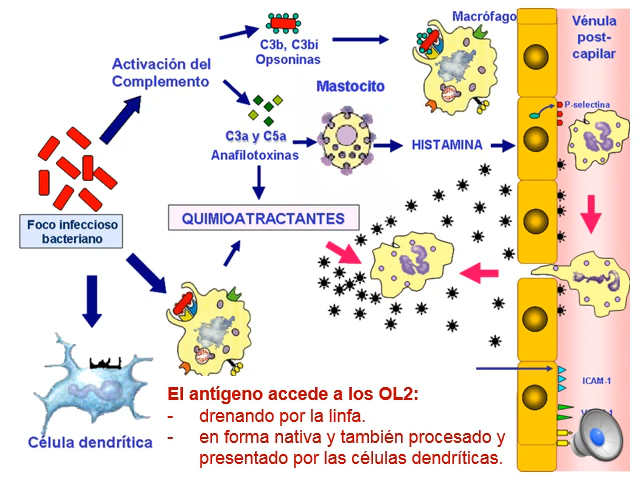 Macrófago
Vénula
post-
capilar
C3b, C3bi
Opsoninas
Activación del
Complemento
Mastocito
P-selectina
C3a y C5a
Anafilotoxinas
HISTAMINA
QUIMIOATRACTANTES
Foco infeccioso
bacteriano
ICAM-1
El antígeno accede a los OL2:
- drenando por la linfa.
- en forma nativa y también procesado y
presentado por las células dendríticas.
Célula dendrítica